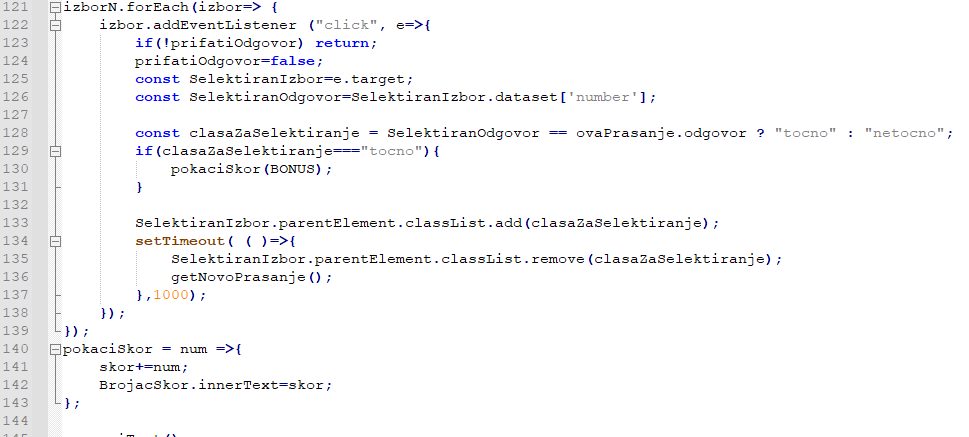 121 izborN.forEach(izbor=> {
122 izbor.addEventListener ("click", e=>{
123 if(!prifatiOdgovor) return;
124 prifatiOdgovor=false;
125 const SelektiranIzbor=e.target;
126 const SelektiranOdgovor=SelektiranIzbor.dataset['number'];
127
128 const clasaZaSelektiranje = SelektiranOdgovor == ovaPrasanje.odgovor ? "tocno" : "netocno";
129 if(clasaZaSelektiranje==="tocno"){
130 pokaciSkor(BONUS);
131 }
132
133 SelektiranIzbor.parentElement.classList.add(clasaZaSelektiranje);
134 setTimeout( ( )=>{
135 SelektiranIzbor.parentElement.classList.remove(clasaZaSelektiranje);
136 getNovoPrasanje();
137 },1000);
138 });
139 });
140 pokaciSkor = num =>{
141 skor+=num;
142 BrojacSkor.innerText=skor;
143 };
144